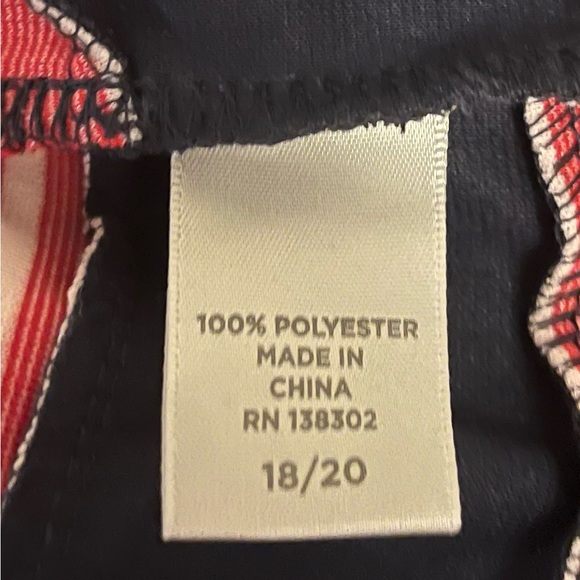 100% POLYESTER
MADE IN
CHINA
RN 138302
18/20